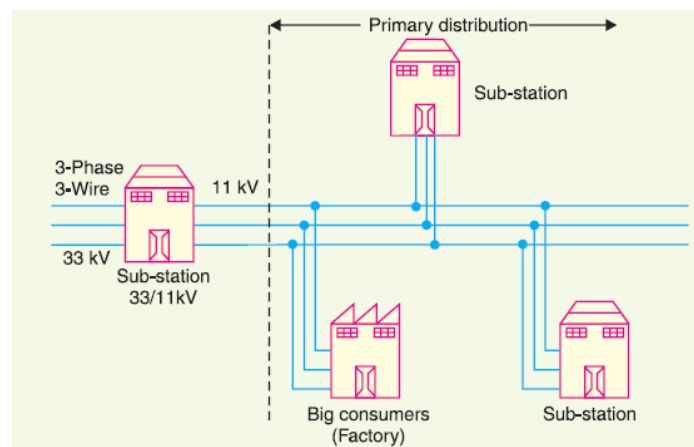 Primary distribution
Sub-station
3-Phase
3-Wire
11 kV
33 kV
Sub-station
33/11kV
Big consumers
(Factory)
Sub-station